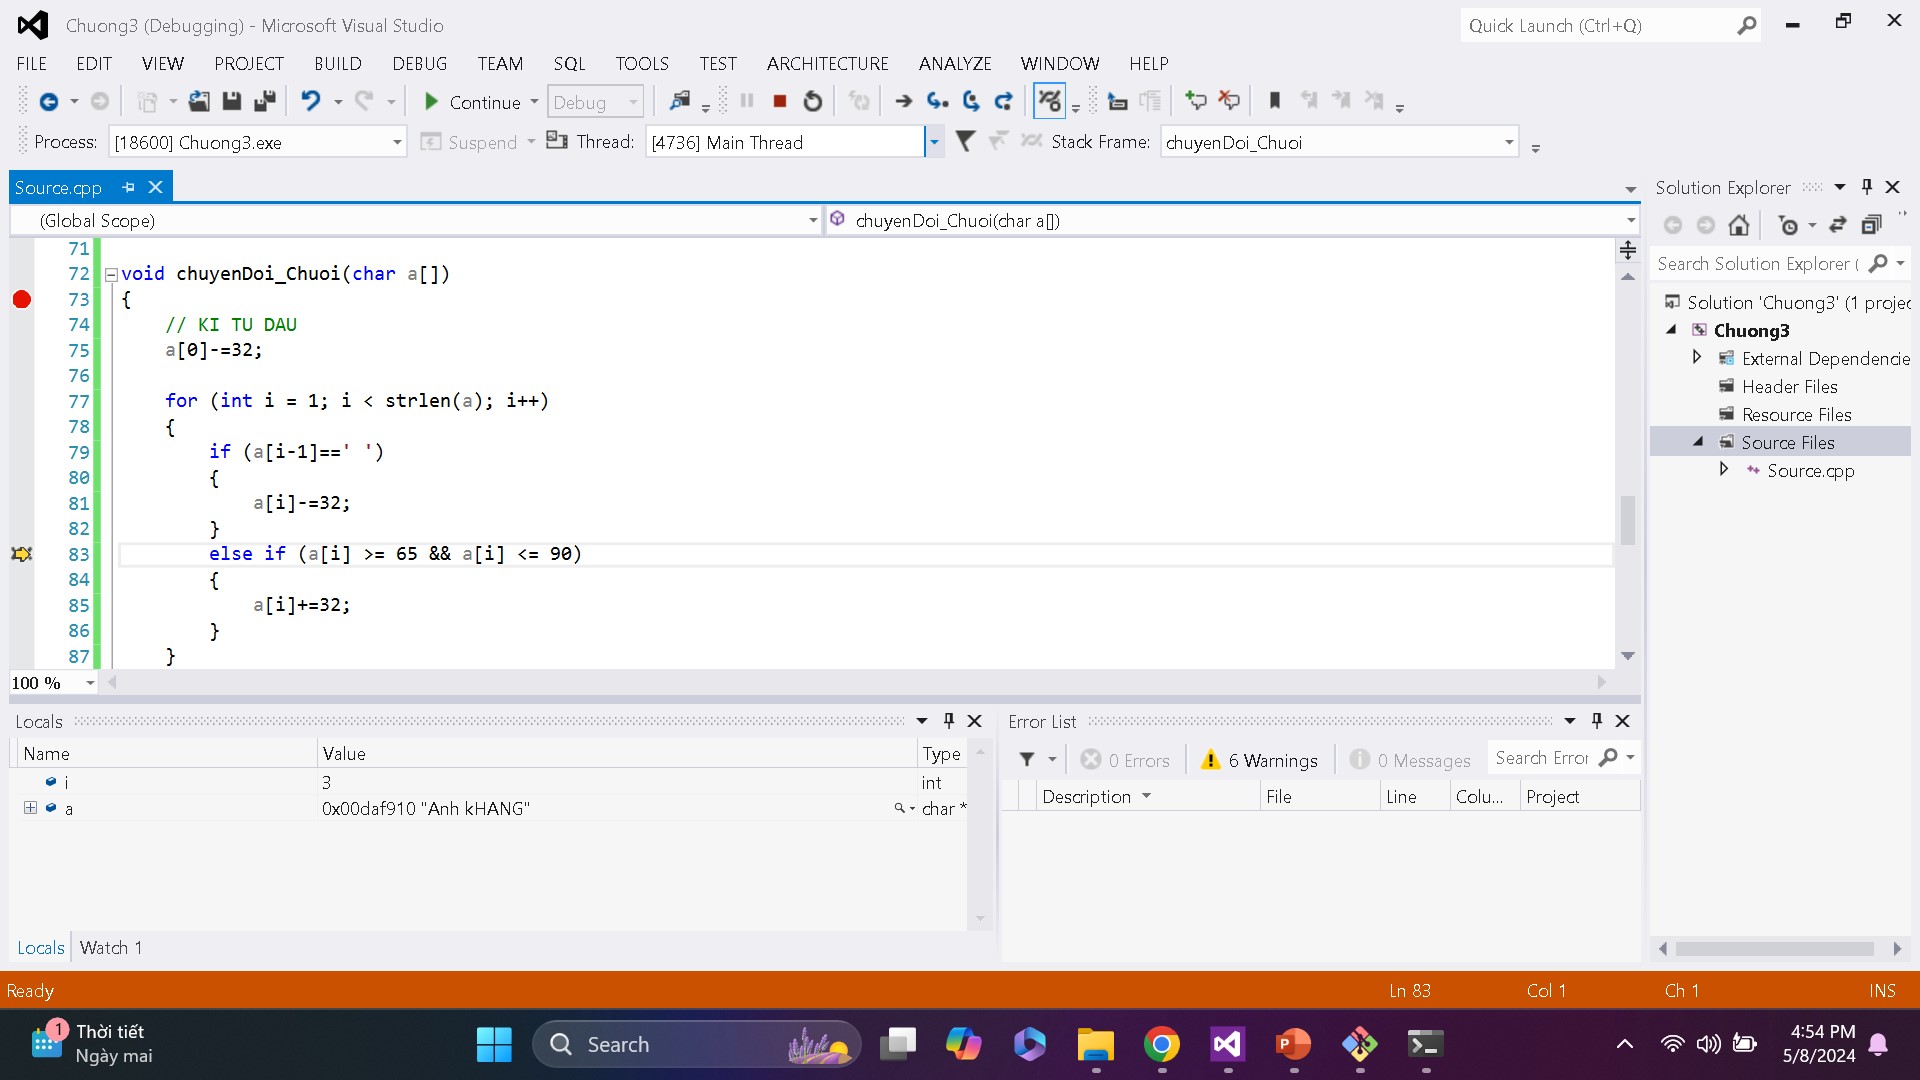 Chuong3 (Debugging) - Microsoft Visual Studio
Quick Launch (Ctrl+Q)
FILE EDIT VIEW PROJECT BUILD DEBUG TEAM SQL TOOLS TEST ARCHITECTURE ANALYZE WINDOW HELP
Continue Debug
Process: [18600] Chuong3.exe Suspend Thread: [4736] Main Thread Stack Frame: chuyenDoi_Chuoi
Source.cpp
(Global Scope) chuyenDoi_Chuoi(char a[])
71
72 void chuyenDoi_Chuoi(char a[])
73 {
74 // KI TU DAU
75 a[0]-=32;
76
77 for (int i = 1; i < strlen(a); i++)
78 {
79 if (a[i-1]==' ')
80 {
81 a[i]-=32;
82 }
83 else if (a[i] >= 65 && a[i] <= 90)
84 {
85 a[i]+=32;
86 }
87 }
100 %
Solution Explorer
Search Solution Explorer (
Solution 'Chuong3' (1 projec
Chuong3
External Dependencie
Header Files
Resource Files
Source Files
Source.cpp
Locals
Name Value Type
i 3 int
a 0x00daf910 "Anh kHANG" char *
Locals Watch 1
Error List
0 Errors 6 Warnings 0 Messages Search Error
Description File Line Colu... Project
Ready Ln 83 Col 1 Ch 1 INS
1
Thời tiết
Ngày mai
Search
4:54 PM
5/8/2024